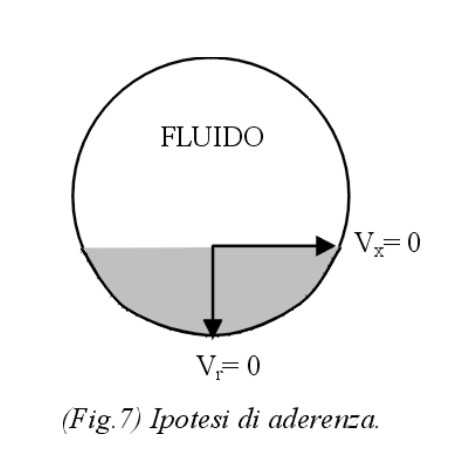 FLUIDO
Vx= 0
Vr= 0
(Fig.7) Ipotesi di aderenza.